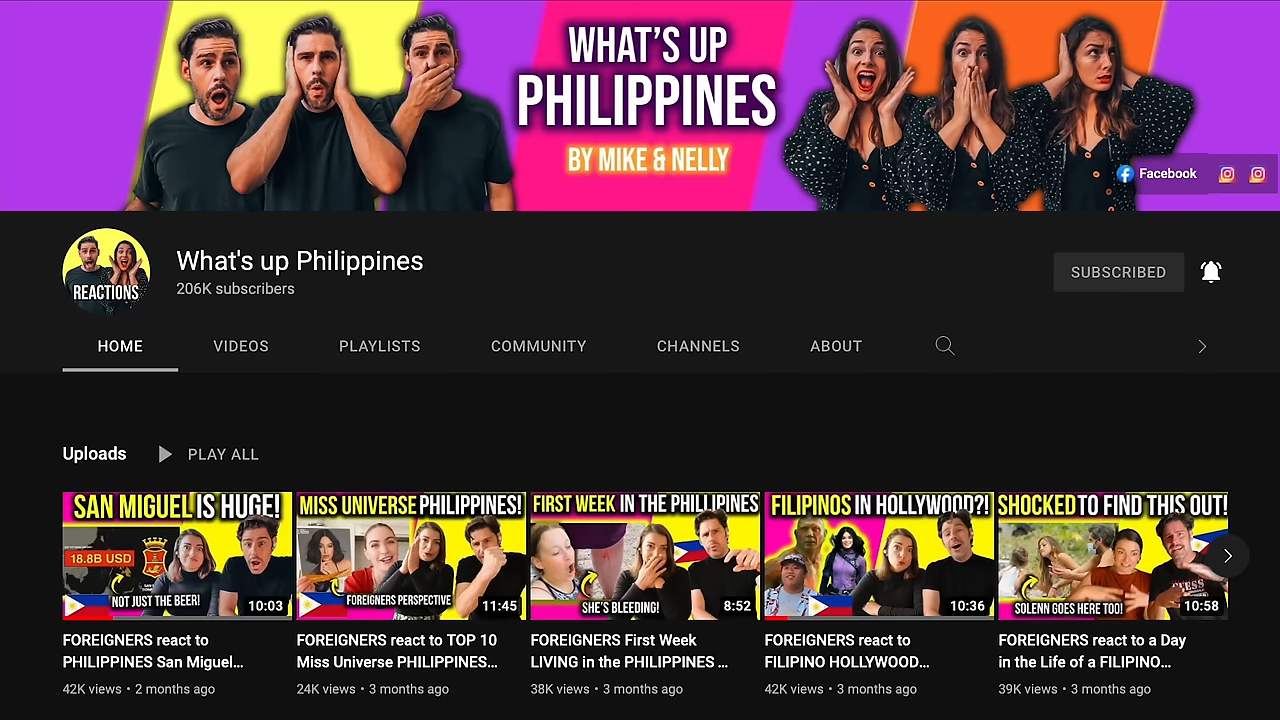 WHAT'S UP
PHILIPPINES
BY MIKE & NELLY
Facebook
REACTIONS
What's up Philippines
206K subscribers
SUBSCRIBED
HOME VIDEOS PLAYLISTS COMMUNITY CHANNELS ABOUT
Uploads PLAY ALL
SAN MIGUEL IS HUGE!
18.8B USD
NOT JUST THE BEER!
10:03
MISS UNIVERSE PHILIPPINES!
FOREIGNERS PERSPECTIVE
11:45
FIRST WEEK IN THE PHILIPPINES
SHE'S BLEEDING!
8:52
FILIPINOS IN HOLLYWOOD?!
10:36
SHOCKED TO FIND THIS OUT!
SOLENN GOES HERE TOO!
GUESS
10:58
FOREIGNERS react to
PHILIPPINES San Miguel…
42K views • 2 months ago
FOREIGNERS react to TOP 10
Miss Universe PHILIPPINES…
24K views • 3 months ago
FOREIGNERS First Week
LIVING in the PHILIPPINES …
38K views • 3 months ago
FOREIGNERS react to
FILIPINO HOLLYWOOD…
42K views • 3 months ago
FOREIGNERS react to a Day
in the Life of a FILIPINO…
39K views • 3 months ago